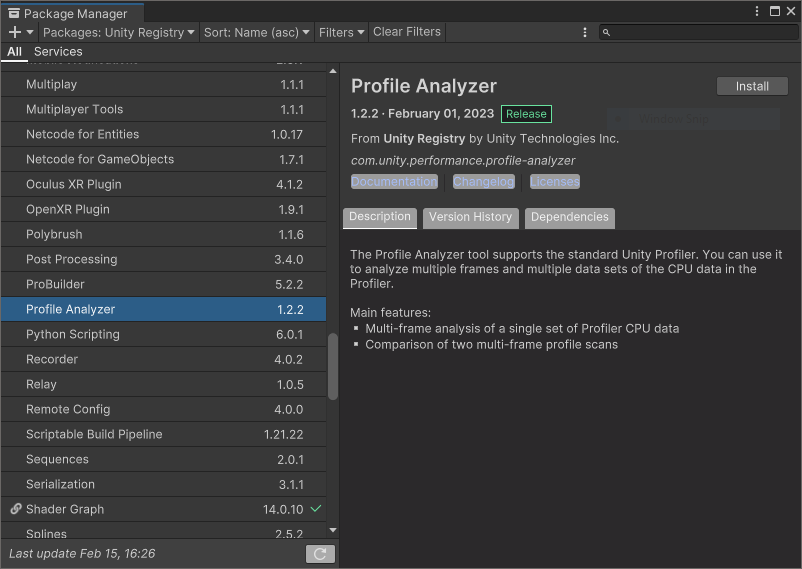 Package Manager
Packages: Unity Registry
Sort: Name (asc)
Filters
Clear Filters
All
Services
Multiplay 1.1.1
Multiplayer Tools 1.1.1
Netcode for Entities 1.0.17
Netcode for GameObjects 1.7.1
Oculus XR Plugin 4.1.2
OpenXR Plugin 1.9.1
Polybrush 1.1.6
Post Processing 3.4.0
ProBuilder 5.2.2
Profile Analyzer 1.2.2
Python Scripting 6.0.1
Recorder 4.0.2
Relay 1.0.5
Remote Config 4.0.0
Scriptable Build Pipeline 1.21.22
Sequences 2.0.1
Serialization 3.1.1
Shader Graph 14.0.10
Splines 2.5.2
Last update Feb 15, 16:26
Profile Analyzer
Install
1.2.2 · February 01, 2023 Release
From Unity Registry by Unity Technologies Inc.
com.unity.performance.profile-analyzer
Documentation Changelog Licenses
Description Version History Dependencies
The Profile Analyzer tool supports the standard Unity Profiler. You can use it
to analyze multiple frames and multiple data sets of the CPU data in the
Profiler.
Main features:
▪ Multi-frame analysis of a single set of Profiler CPU data
▪ Comparison of two multi-frame profile scans